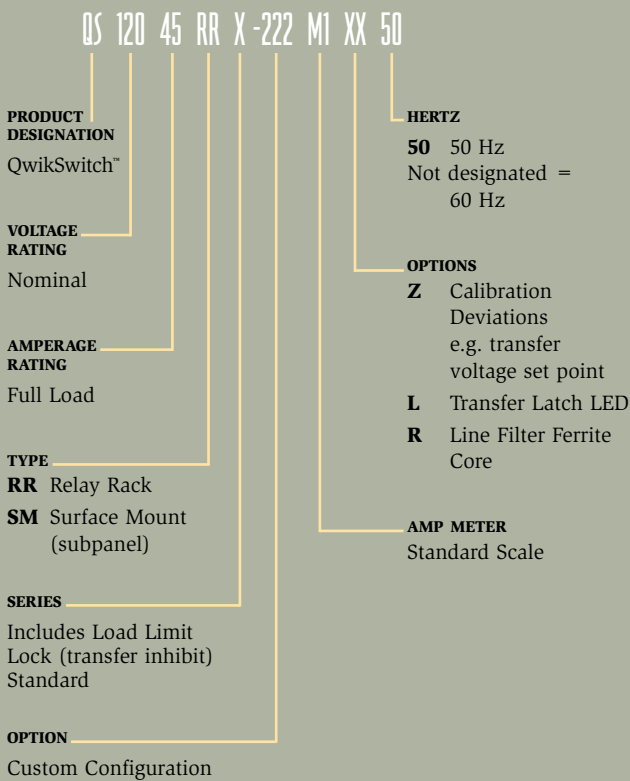 QS 120 45 RR X -222 M1 XX 50
PRODUCT
DESIGNATION
QwikSwitch™
VOLTAGE
RATING
Nominal
AMPERAGE
RATING
Full Load
TYPE
RR Relay Rack
SM Surface Mount
(subpanel)
SERIES
Includes Load Limit
Lock (transfer inhibit)
Standard
OPTION
Custom Configuration
HERTZ
50 50 Hz
Not designated =
60 Hz
OPTIONS
Z Calibration
Deviations
e.g. transfer
voltage set point
L Transfer Latch LED
R Line Filter Ferrite
Core
AMP METER
Standard Scale